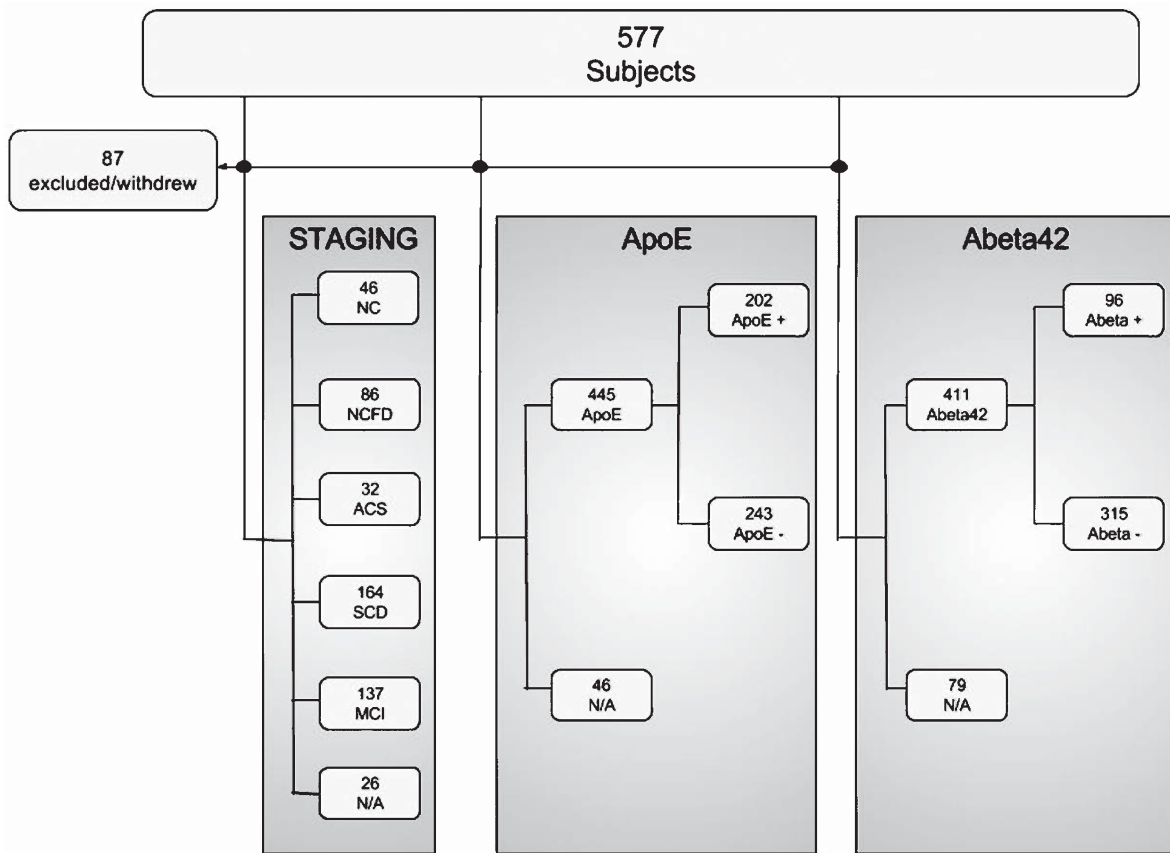 577
Subjects
87
excluded/withdrew
STAGING
46
NC
86
NCFD
32
ACS
164
SCD
137
MCI
26
N/A
ApoE
445
ApoE
202
ApoE +
243
ApoE -
46
N/A
Abeta42
411
Abeta42
96
Abeta +
315
Abeta -
79
N/A